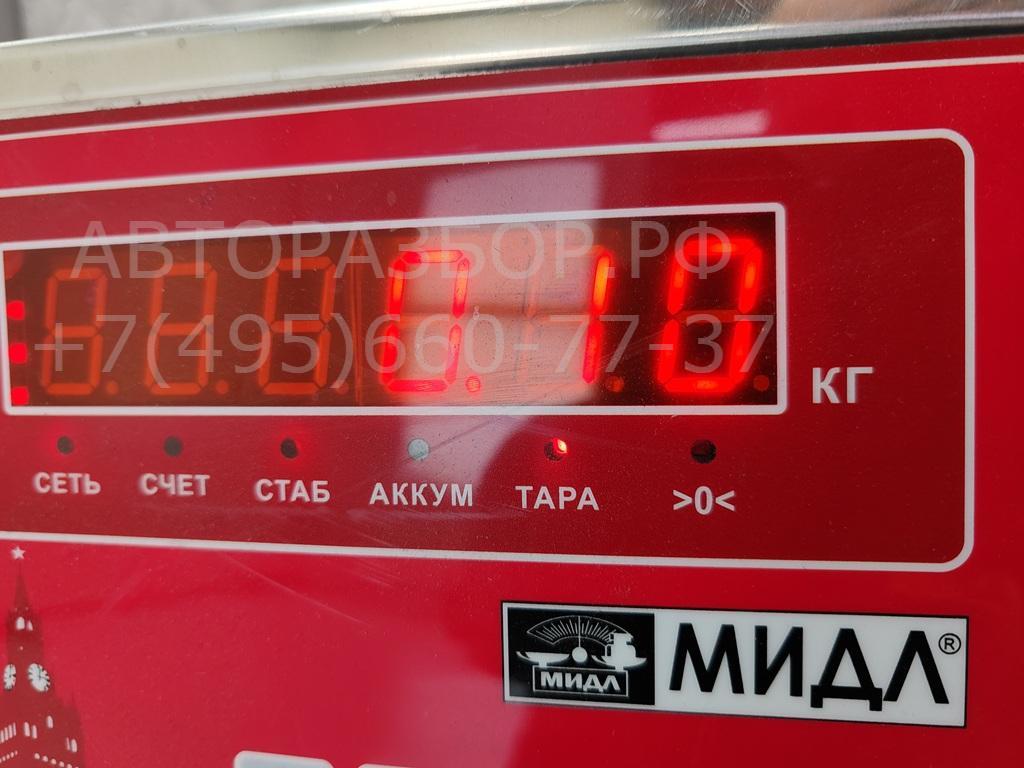 АВТОРАЗБОР.РФ
+7(495)660-77-37
0.10
КГ
СЕТЬ СЧЕТ СТАБ АККУМ ТАРА >0<
МИДЛ МИДЛ®